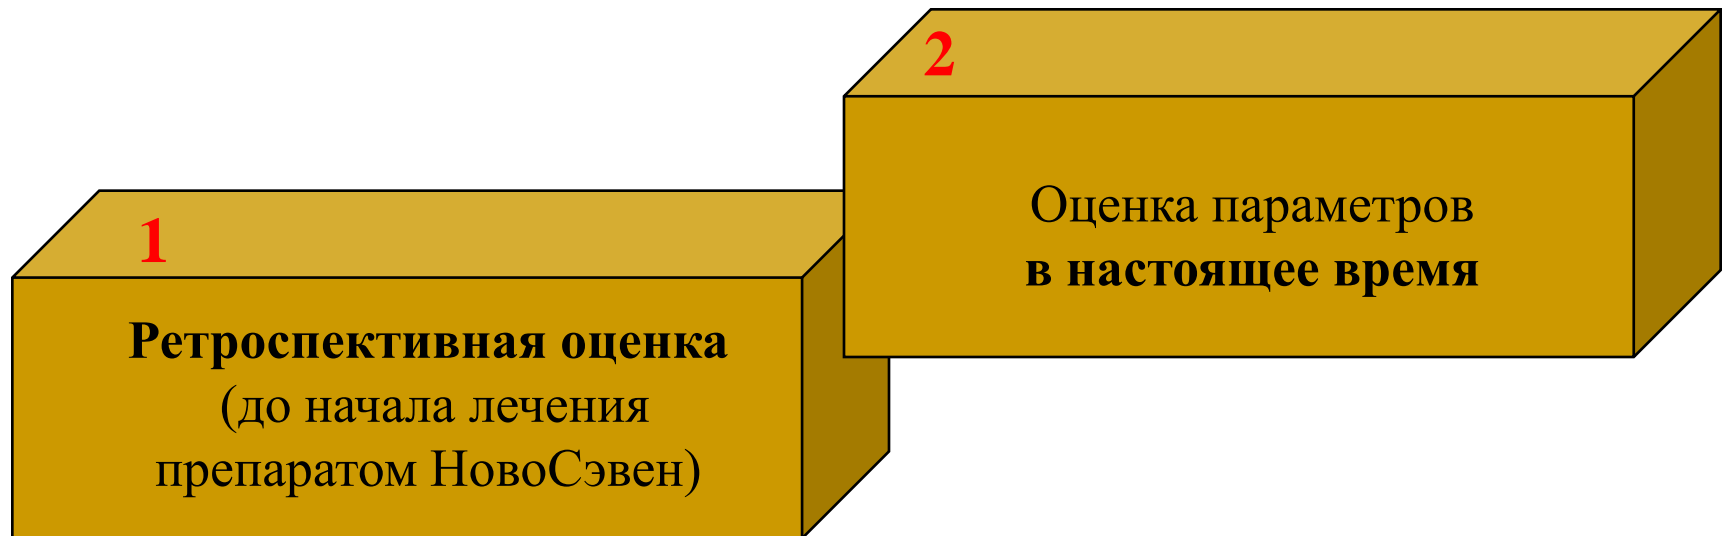 1
Ретроспективная оценка
(до начала лечения
препаратом НовоСэвен)
2
Оценка параметров
в настоящее время